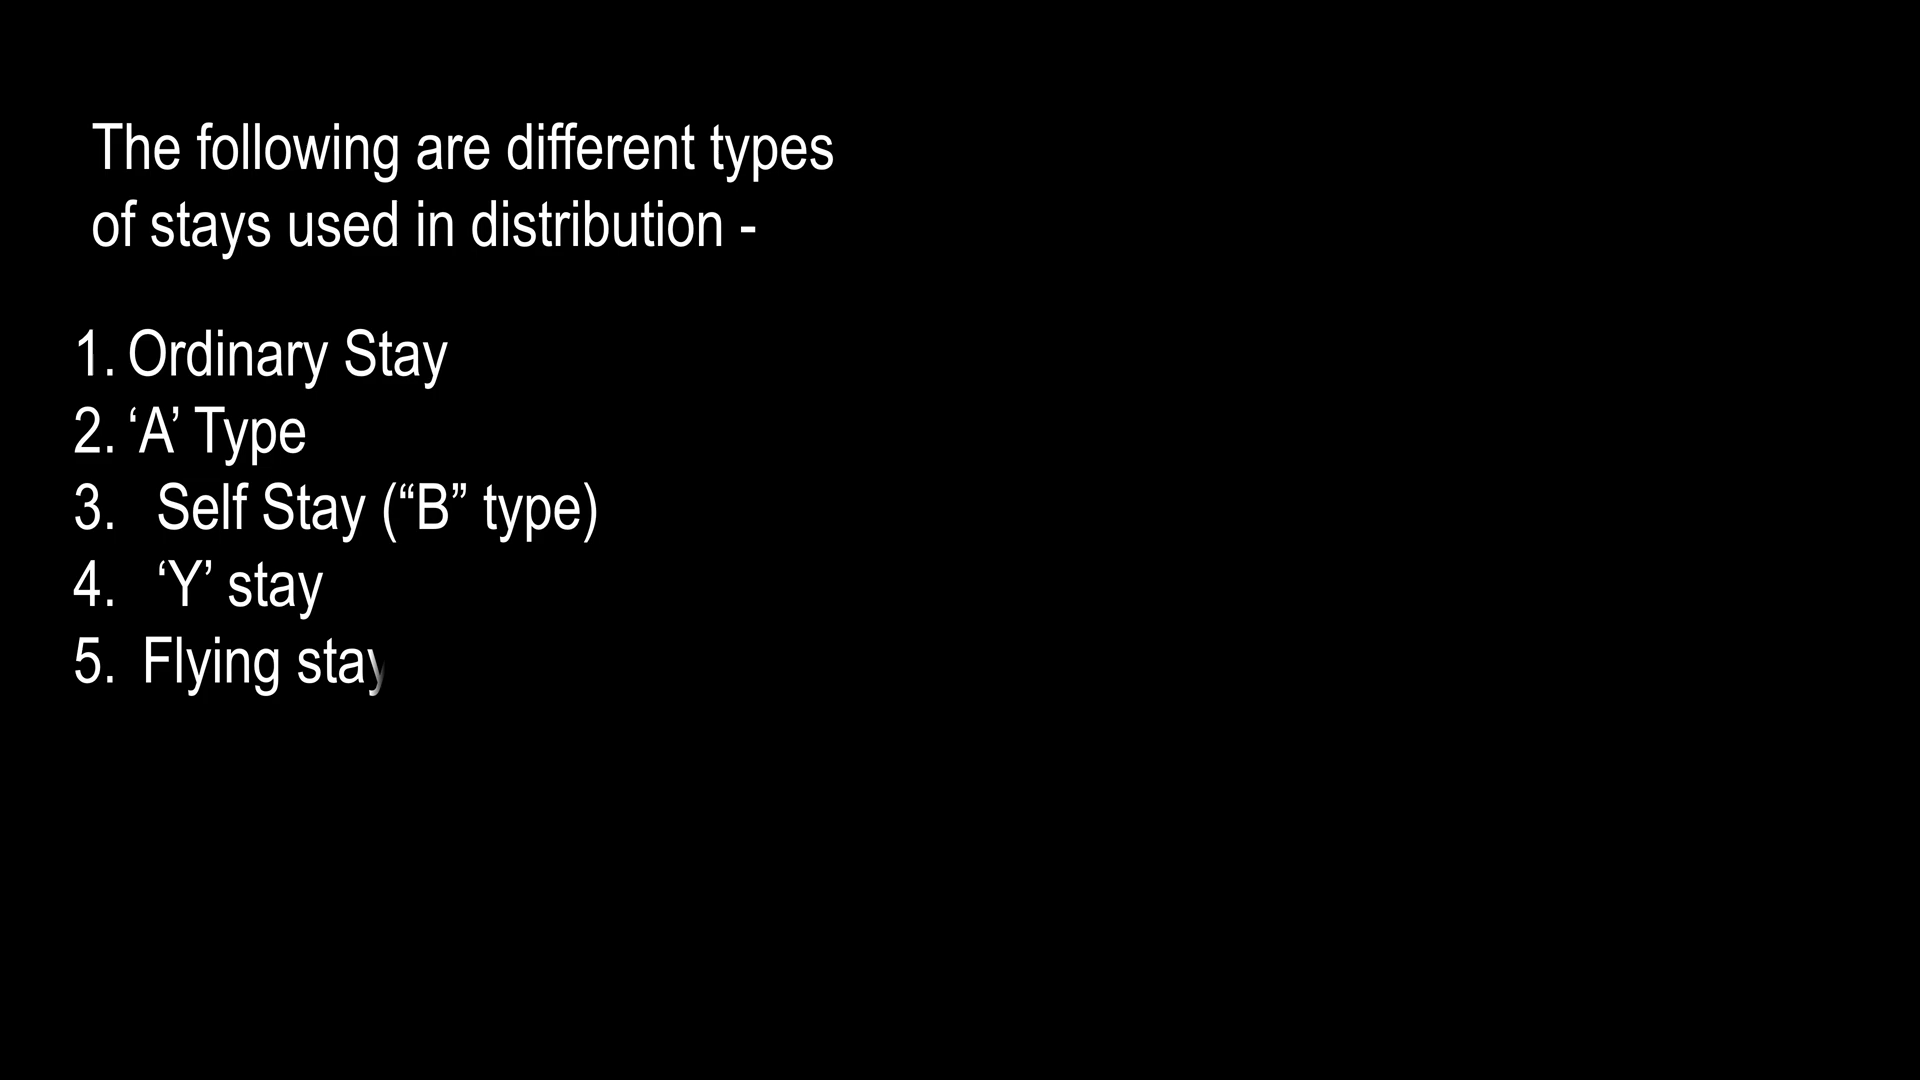 The following are different types
of stays used in distribution -
1. Ordinary Stay
2. ‘A’ Type
3. Self Stay (“B” type)
4. ‘Y’ stay
5. Flying stay